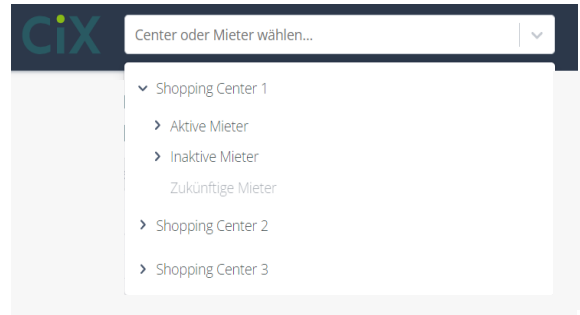 CiX
Center oder Mieter wählen...
Shopping Center 1
Aktive Mieter
Inaktive Mieter
Zukünftige Mieter
Shopping Center 2
Shopping Center 3